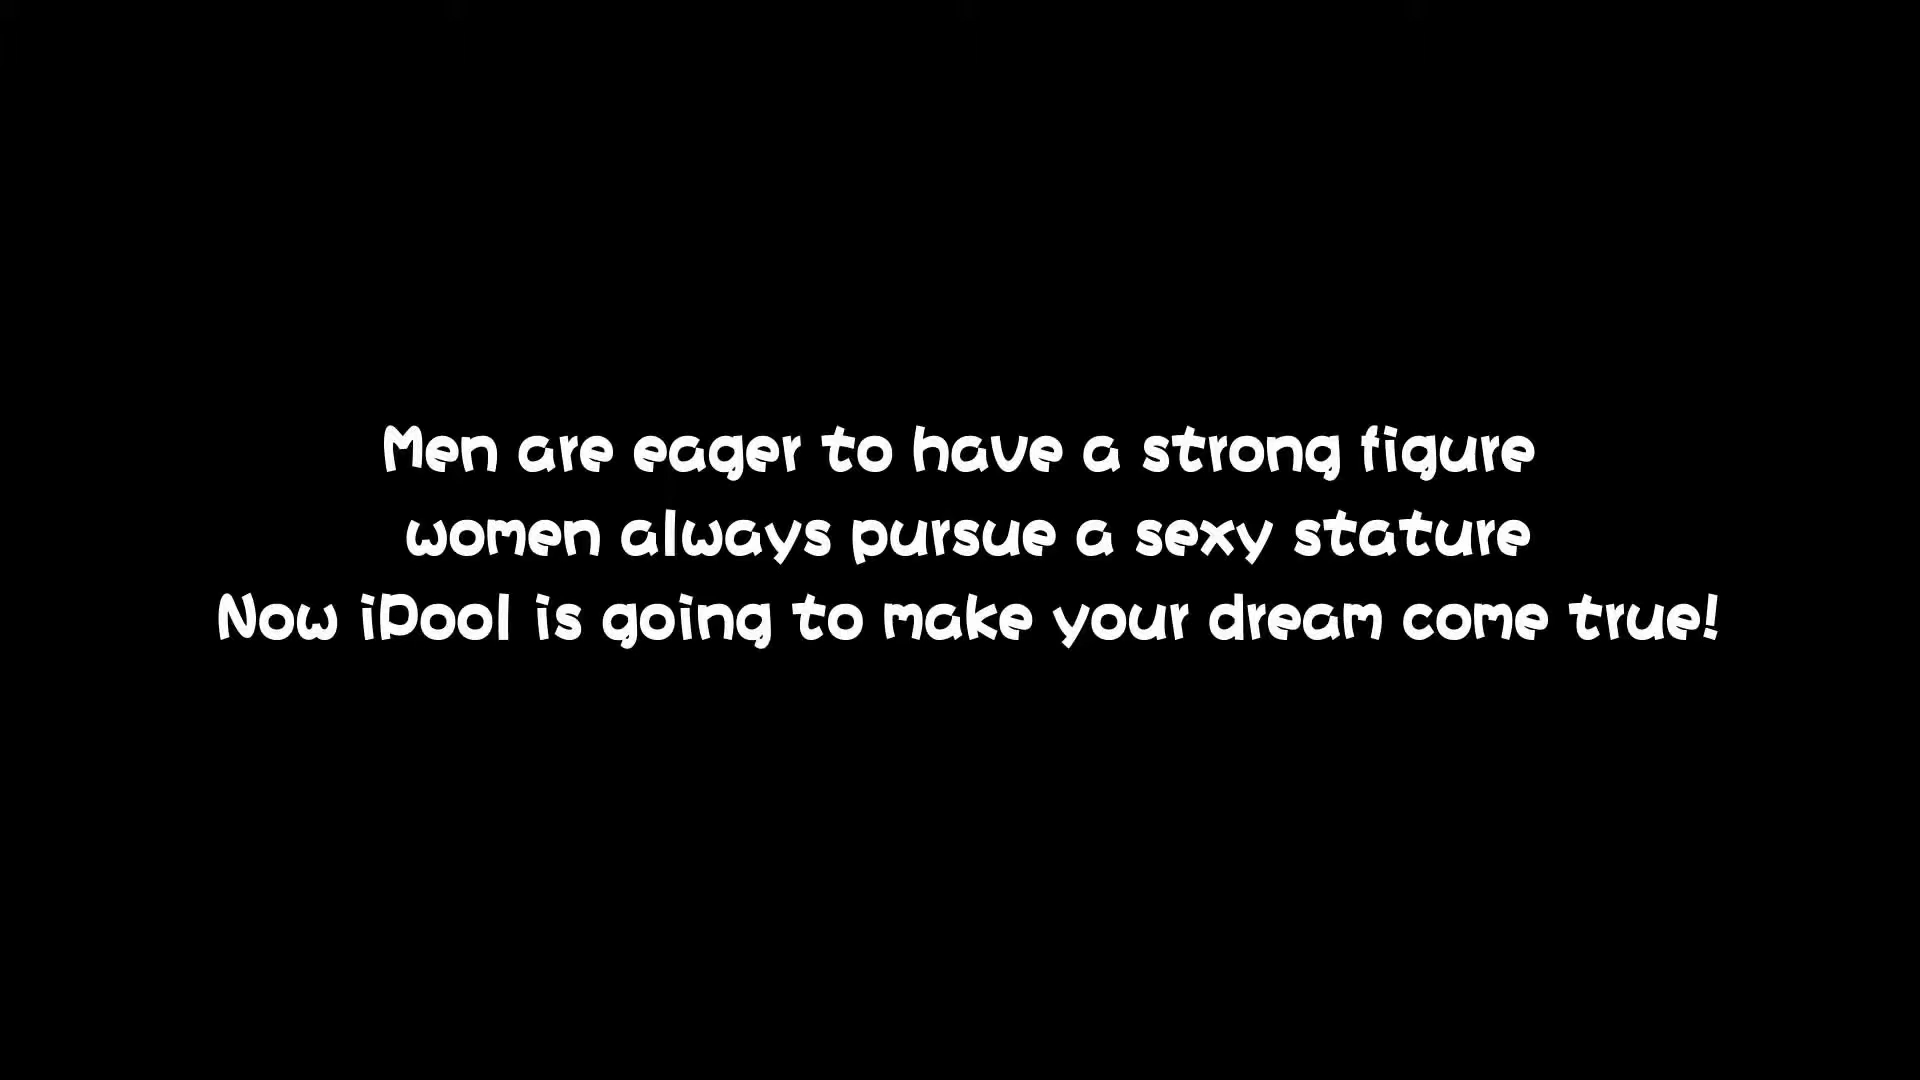 Men are eager to have a strong figure
women always pursue a sexy stature
Now iPool is going to make your dream come true!